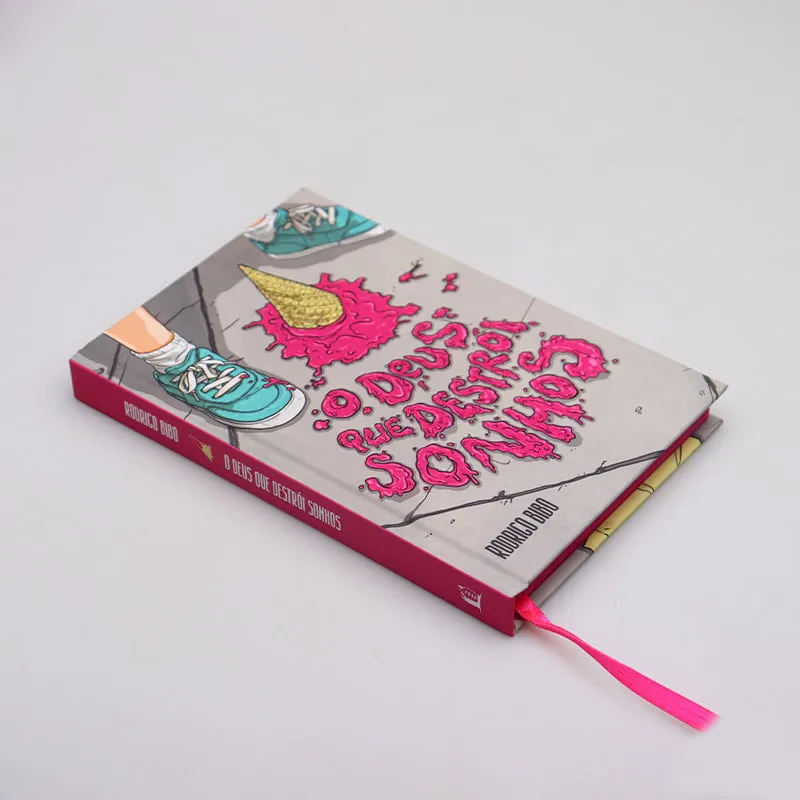 O DEUS
QUE DESTRÓI
SONHOS
RODRIGO BIBO
RODRIGO BIBO
O DEUS QUE DESTRÓI SONHOS